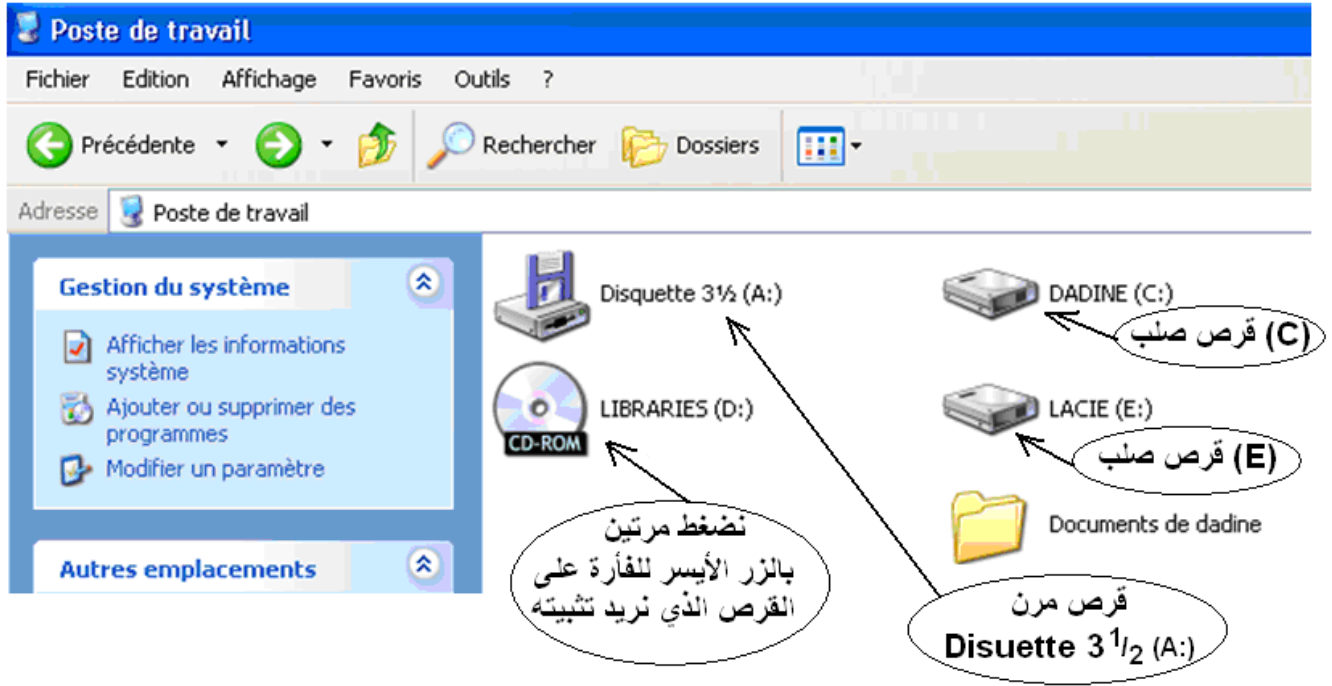 Poste de travail
Fichier Edition Affichage Favoris Outils ?
Précédente Rechercher Dossiers
Adresse Poste de travail
Gestion du système
Afficher les informations
système
Ajouter ou supprimer des
programmes
Modifier un paramètre
Autres emplacements
Disquette 3½ (A:)
DADINE (C:)
قرص صلب (C)
CD-ROM
LIBRARIES (D:)
LACIE (E:)
قرص صلب (E)
Documents de dadine
نضغط مرتين
بالزر الأيسر للفأرة على
القرص الذي نريد تثبيته
قرص مرن
Disuette 3 1/2 (A:)